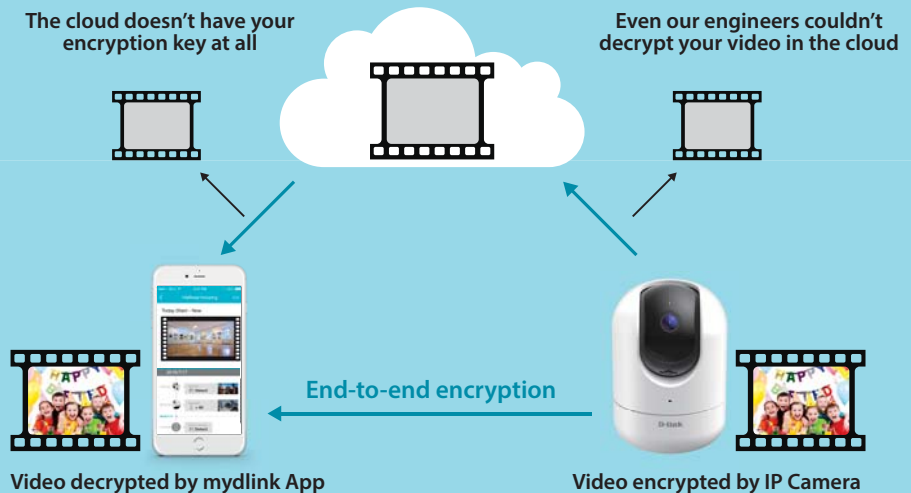 The cloud doesn't have your
encryption key at all
Even our engineers couldn't
decrypt your video in the cloud
End-to-end encryption
D-Link
Video decrypted by mydlink App
Video encrypted by IP Camera